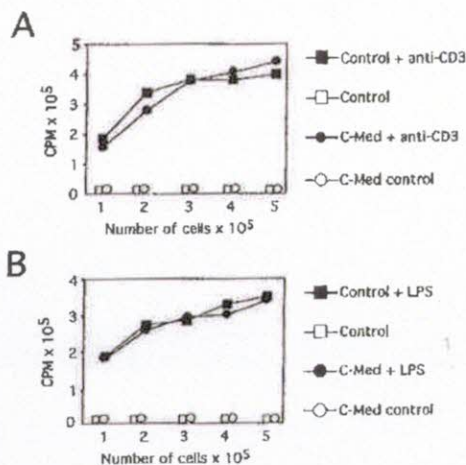 A
CPM x 10⁵
5
4
3
2
1
0
1 2 3 4 5
Number of cells x 10⁵
Control + anti-CD3
Control
C-Med + anti-CD3
C-Med control
B
CPM x 10⁵
4
3
2
1
0
1 2 3 4 5
Number of cells x 10⁵
Control + LPS
Control
C-Med + LPS
C-Med control